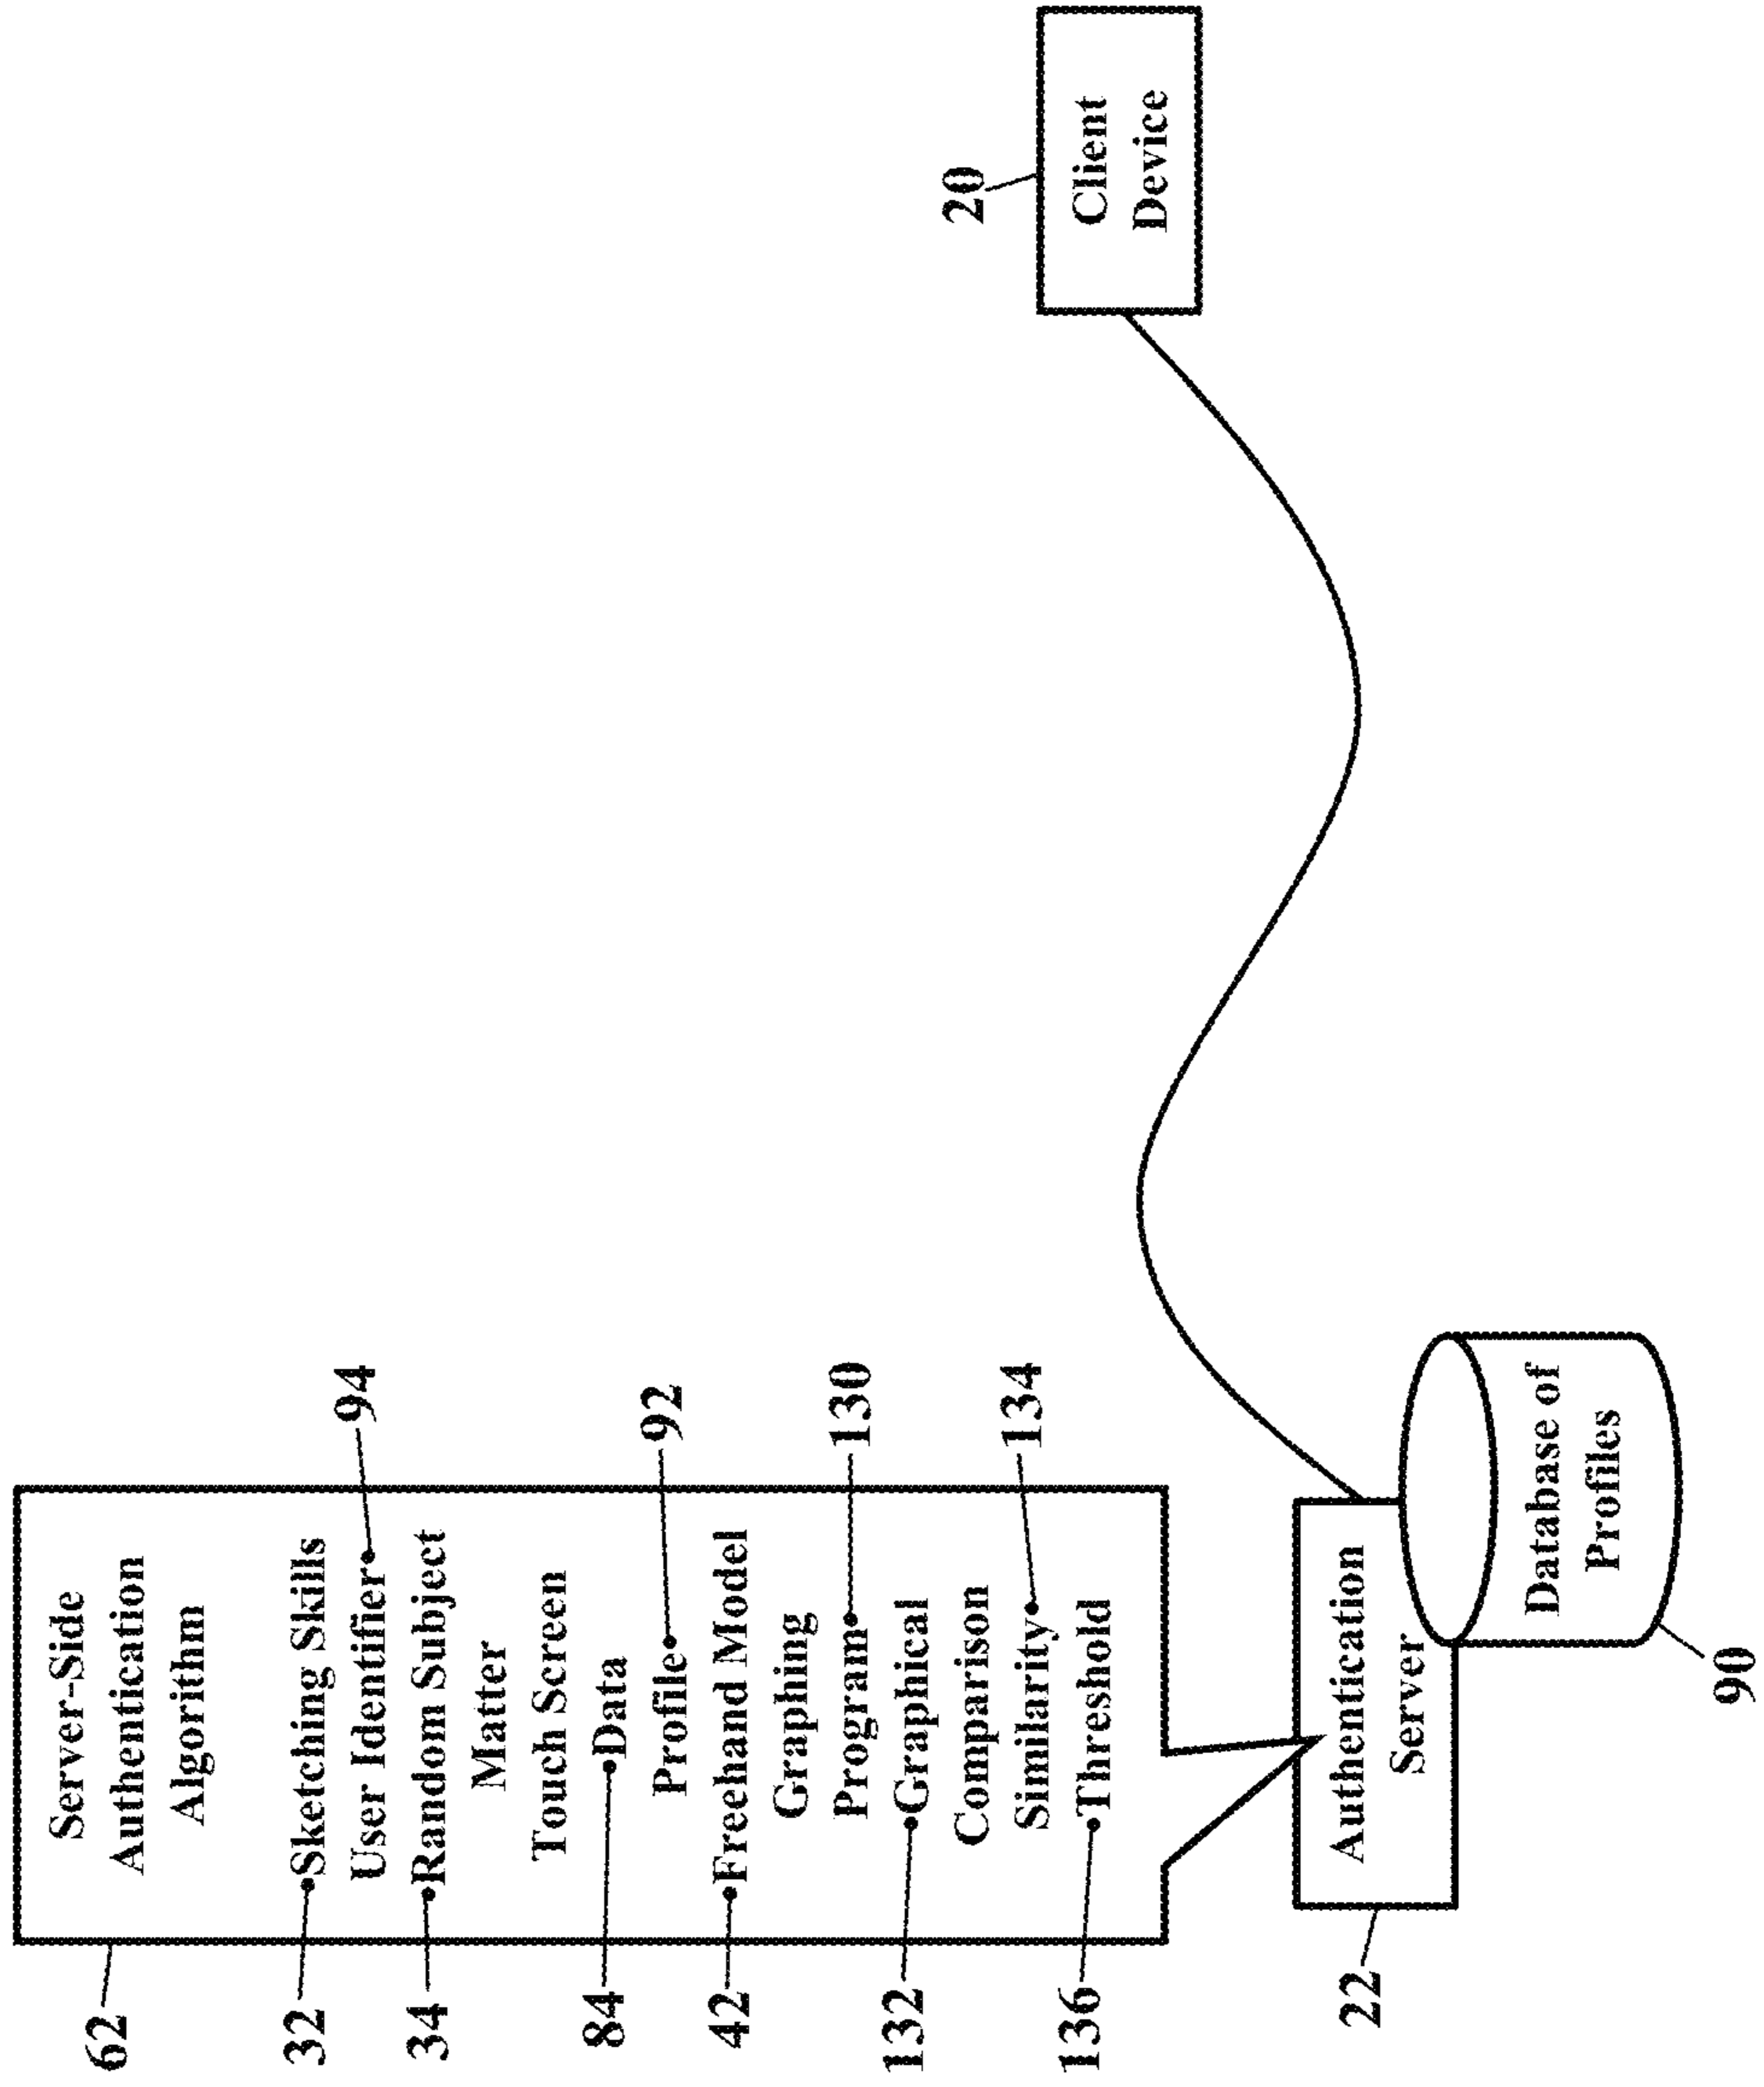 62
Server-Side
Authentication
Algorithm
32
Sketching Skills
94
User Identifier
34
Random Subject
Matter
Touch Screen
84
Data
92
Profile
42
Freehand Model
Graphing
130
Program
132
Graphical
Comparison
134
Similarity
136
Threshold
20
Client
Device
22
Authentication
Server
Database of
Profiles
90